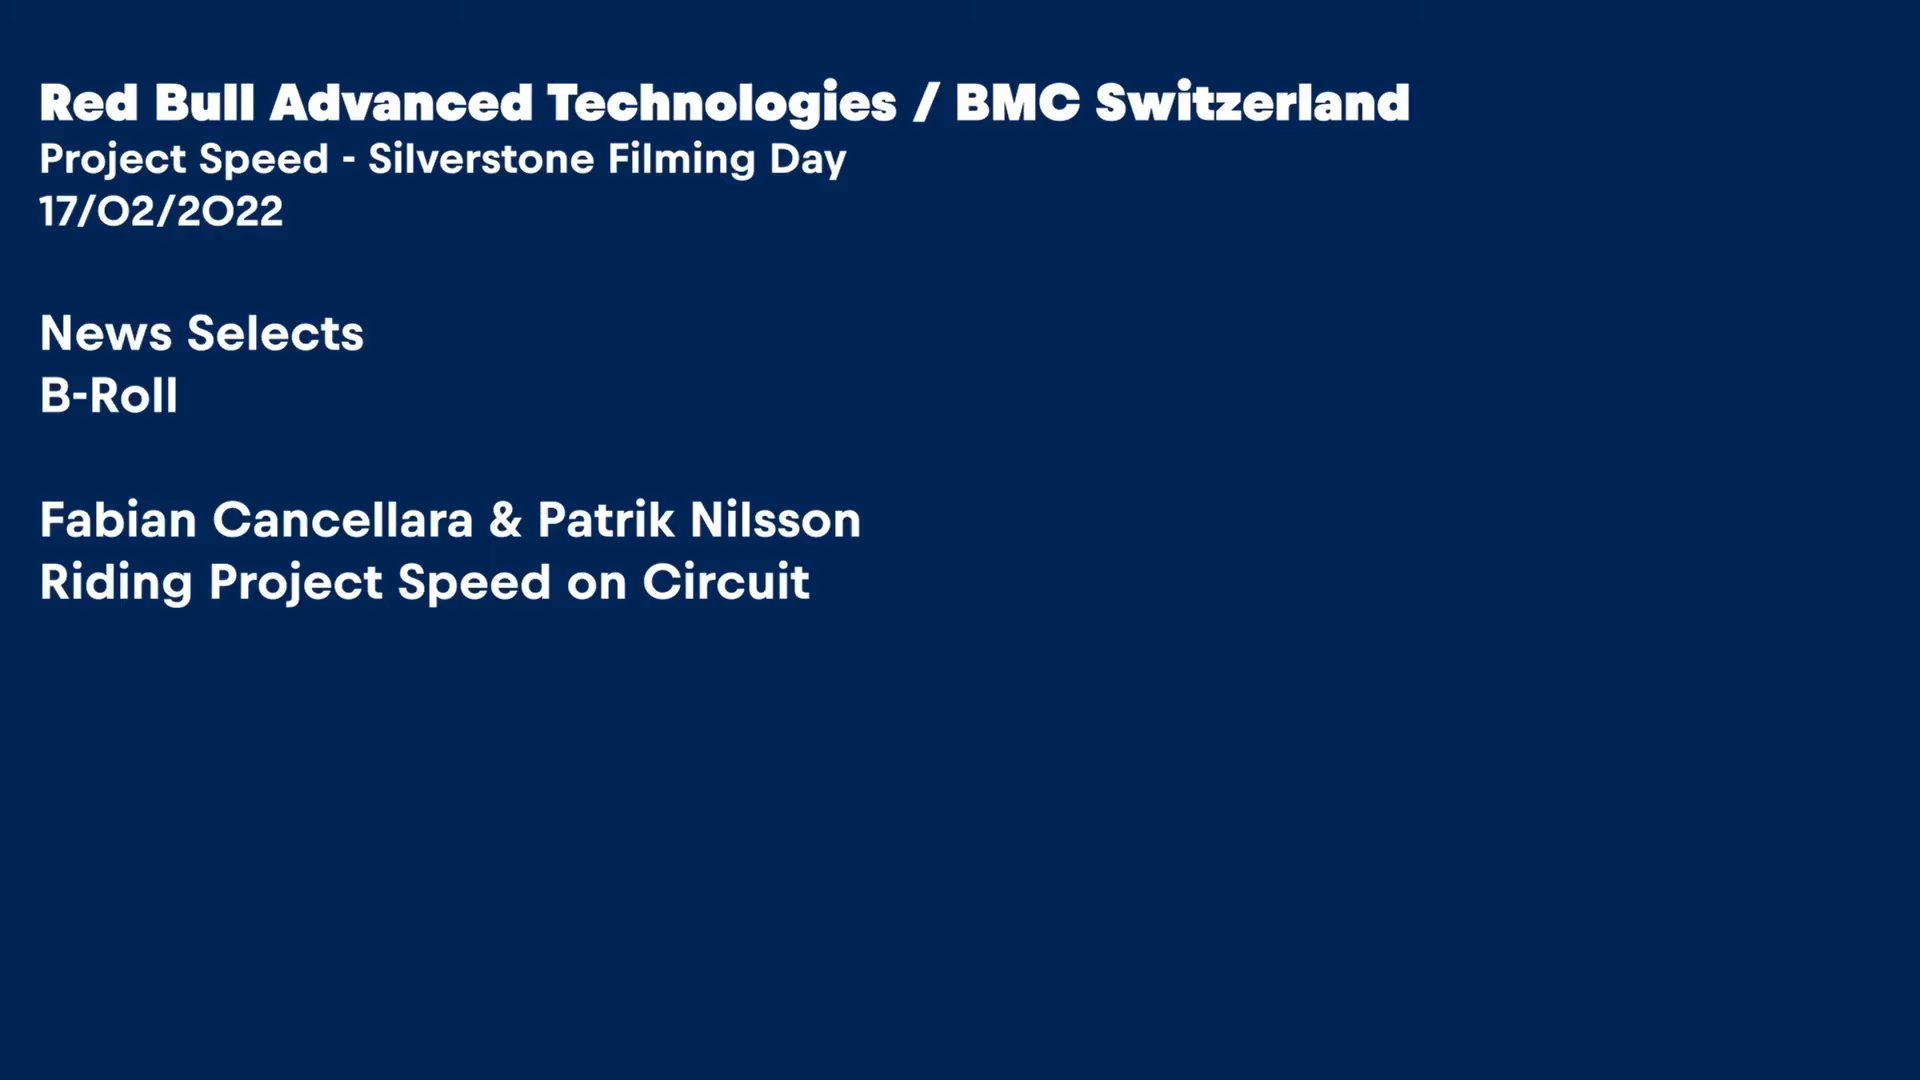 Red Bull Advanced Technologies / BMC Switzerland
Project Speed - Silverstone Filming Day
17/02/2022
News Selects
B-Roll
Fabian Cancellara & Patrik Nilsson
Riding Project Speed on Circuit